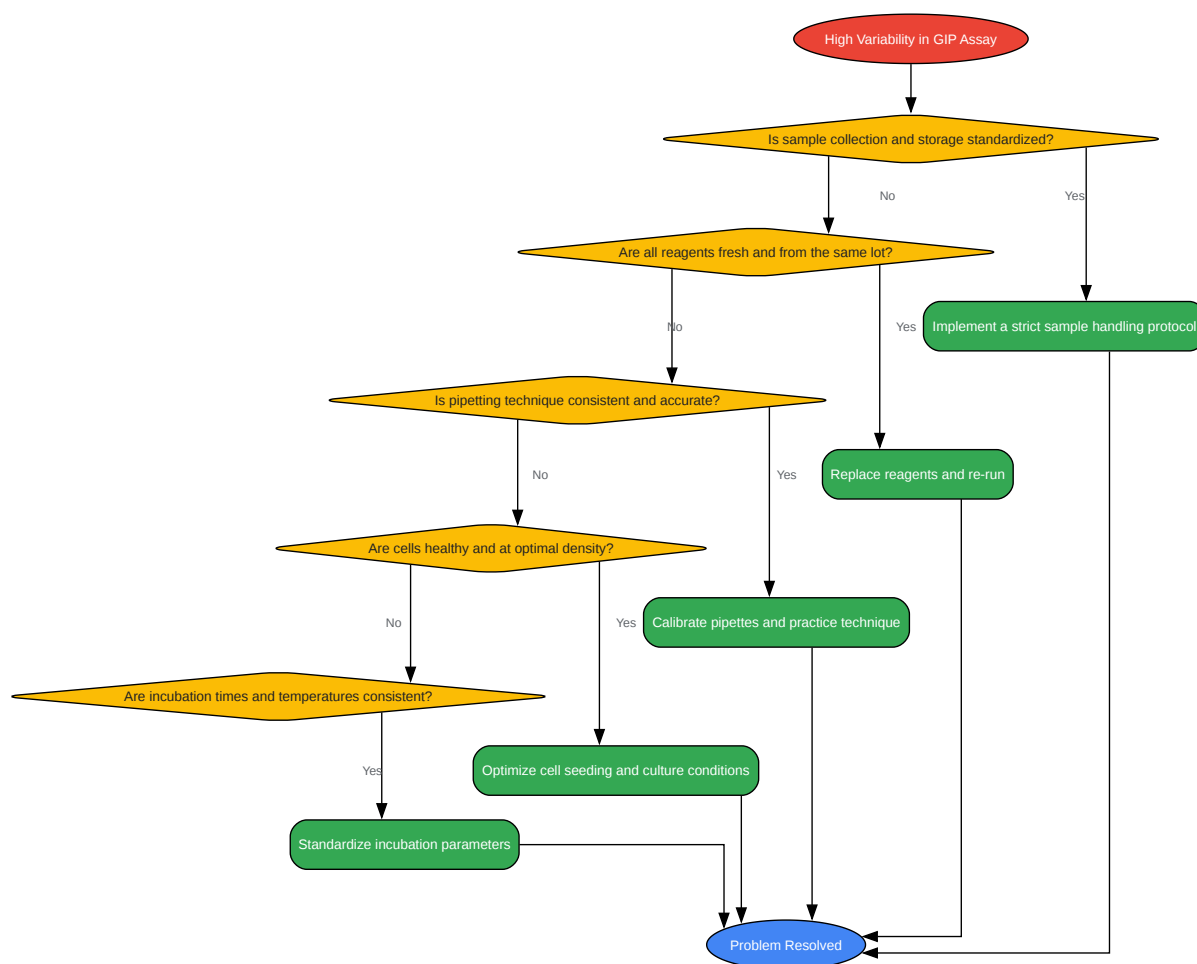 High Variability in GIP Assay
Is sample collection and storage standardized?
No
Yes
Are all reagents fresh and from the same lot?
No
Yes
Implement a strict sample handling protocol
Is pipetting technique consistent and accurate?
No
Yes
Replace reagents and re-run
Are cells healthy and at optimal density?
No
Yes
Calibrate pipettes and practice technique
Are incubation times and temperatures consistent?
Yes
Optimize cell seeding and culture conditions
Standardize incubation parameters
Problem Resolved